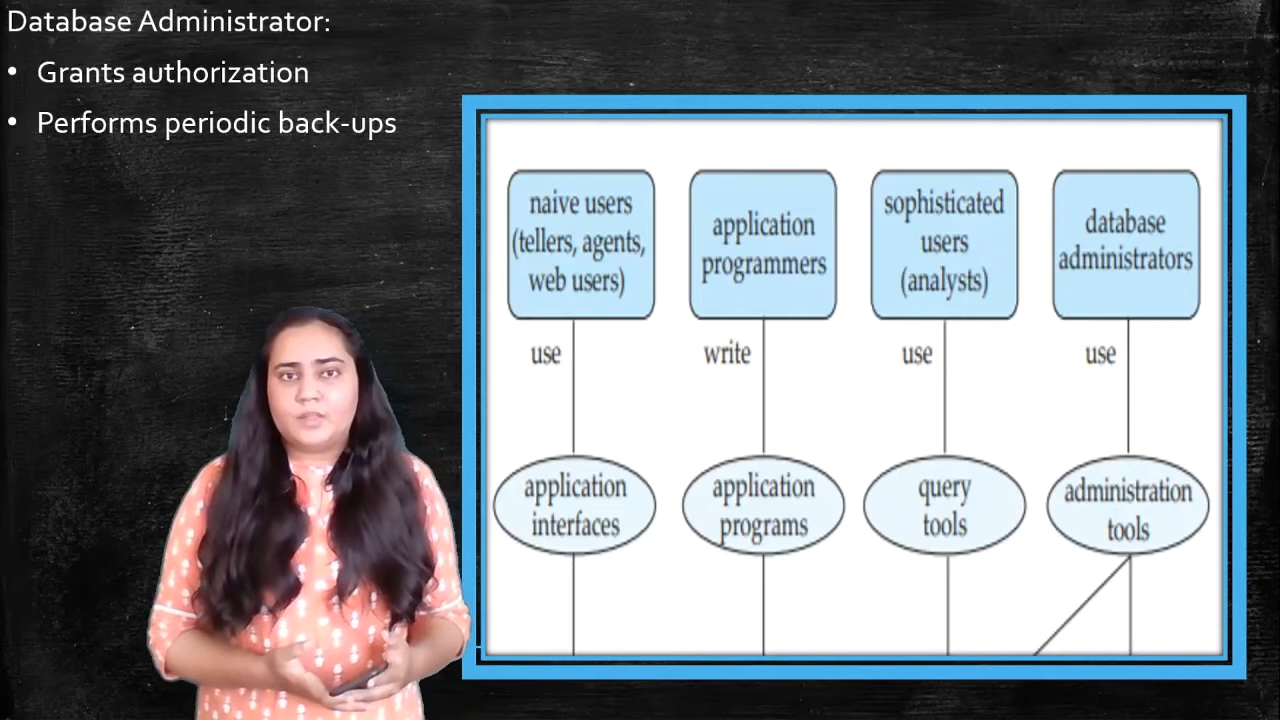 Database Administrator:
• Grants authorization
• Performs periodic back-ups
naive users
(tellers, agents,
web users)
application
programmers
sophisticated
users
(analysts)
database
administrators
use
write
use
use
application
interfaces
application
programs
query
tools
administration
tools